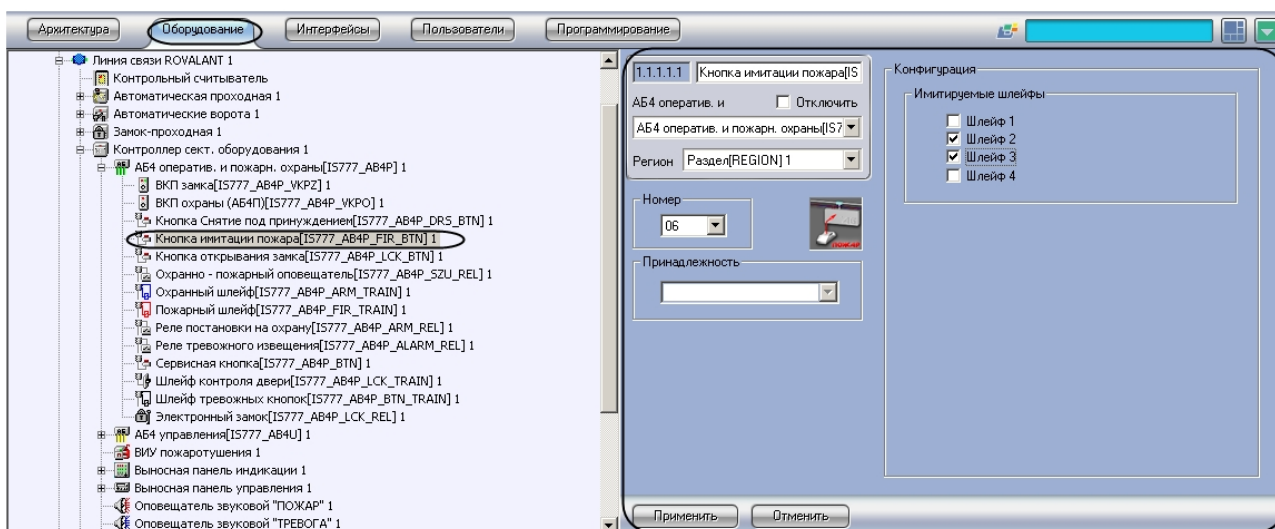 Архитектура Оборудование Интерфейсы Пользователи Программирование
Линия связи ROVALANT 1
Контрольный считыватель
Автоматическая проходная 1
Автоматические ворота 1
Замок-проходная 1
Контроллер сект. оборудования 1
АБ4 оператив. и пожарн. охраны[IS777_AB4P] 1
ВКП замка[IS777_AB4P_VKPZ] 1
ВКП охраны (АБ4П)[IS777_AB4P_VKPO] 1
Кнопка Снятие под принуждением[IS777_AB4P_DRS_BTN] 1
Кнопка имитации пожара[IS777_AB4P_FIR_BTN] 1
Кнопка открывания замка[IS777_AB4P_LCK_BTN] 1
Охранно - пожарный оповещатель[IS777_AB4P_SZU_REL] 1
Охранный шлейф[IS777_AB4P_ARM_TRAIN] 1
Пожарный шлейф[IS777_AB4P_FIR_TRAIN] 1
Реле постановки на охрану[IS777_AB4P_ARM_REL] 1
Реле тревожного извещения[IS777_AB4P_ALARM_REL] 1
Сервисная кнопка[IS777_AB4P_BTN] 1
Шлейф контроля двери[IS777_AB4P_LCK_TRAIN] 1
Шлейф тревожных кнопок[IS777_AB4P_BTN_TRAIN] 1
Электронный замок[IS777_AB4P_LCK_REL] 1
АБ4 управления[IS777_AB4U] 1
ВИУ пожаротушения 1
Выносная панель индикации 1
Выносная панель управления 1
Оповещатель звуковой "ПОЖАР" 1
Оповещатель звуковой "ТРЕВОГА" 1
1.1.1.1.1 Кнопка имитации пожара[IS
АБ4 оператив. и Отключить
АБ4 оператив. и пожарн. охраны[IS7
Регион Раздел[REGION] 1
Номер
06
ПОЖАР
Принадлежность
Конфигурация
Имитируемые шлейфы
Шлейф 1
Шлейф 2
Шлейф 3
Шлейф 4
Применить Отменить